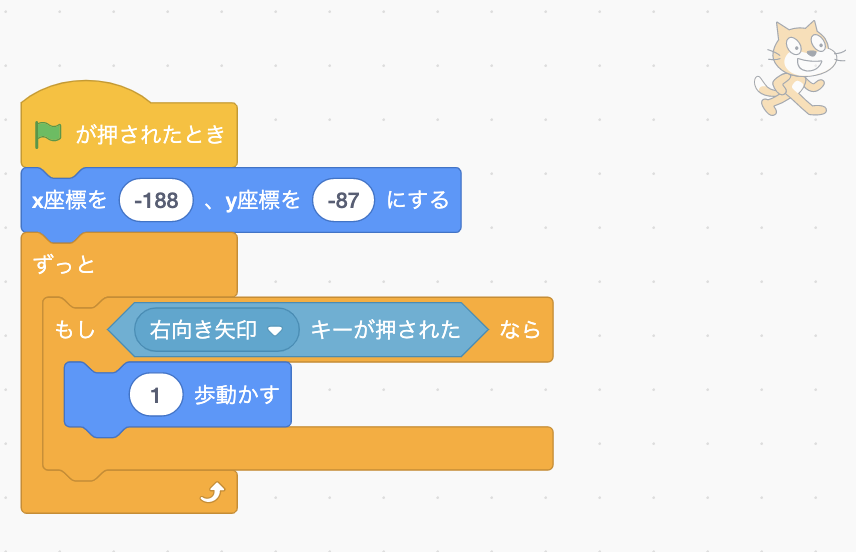 が押されたとき
x座標を -188 、y座標を -87 にする
ずっと
もし 右向き矢印 キーが押された なら
1 歩動かす